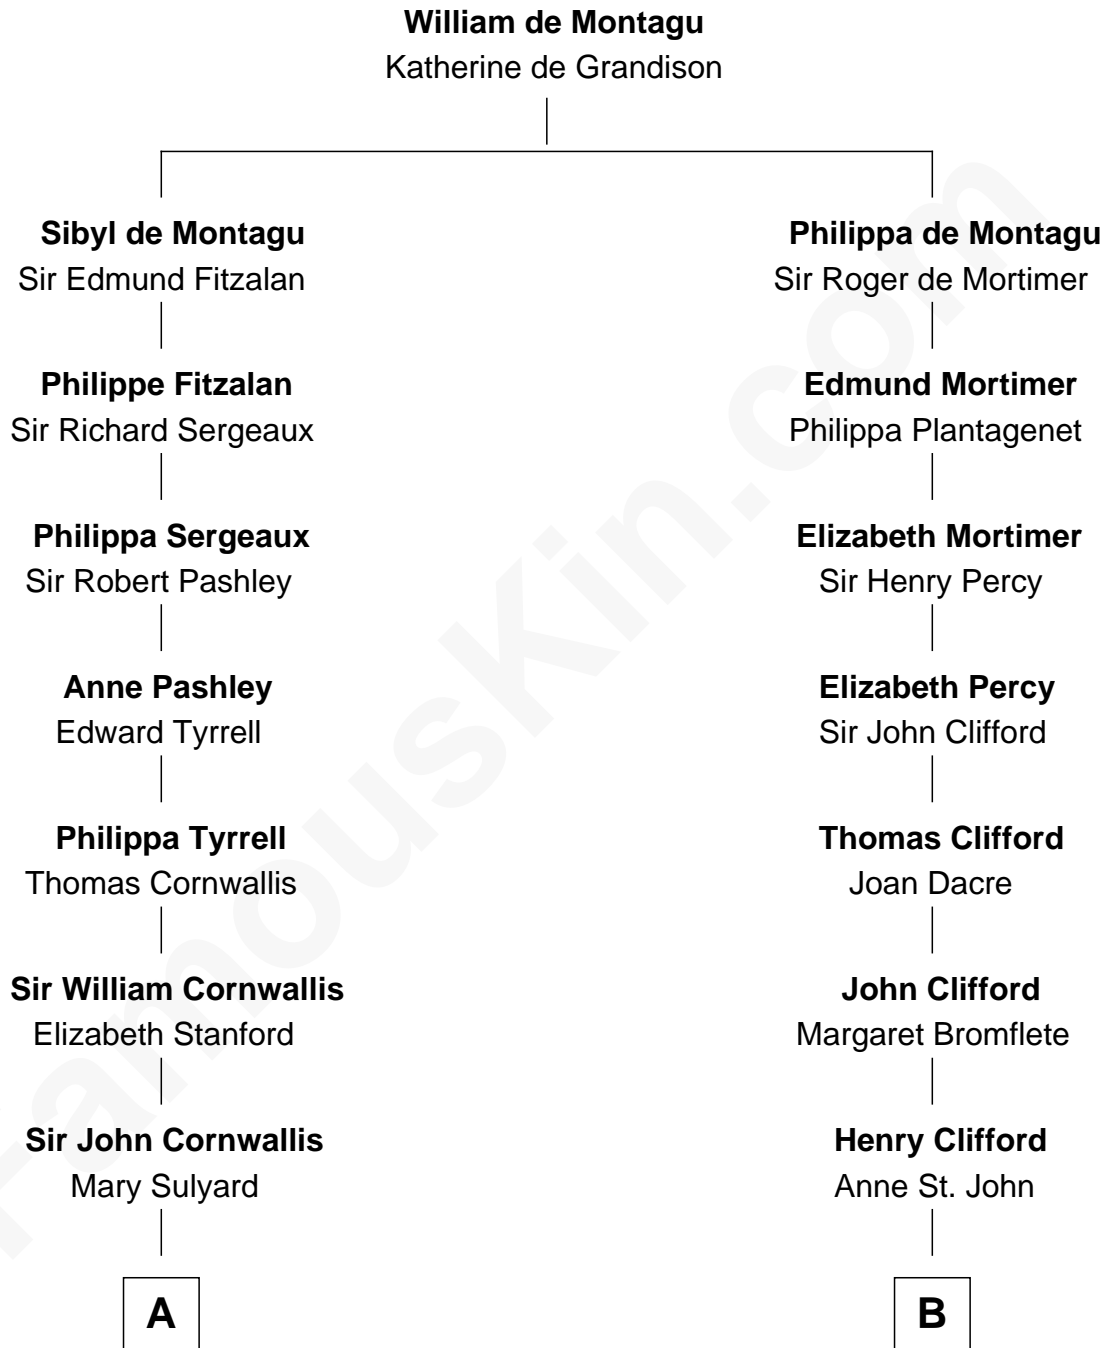 William de Montagu
Katherine de Grandison
Sibyl de Montagu
Sir Edmund Fitzalan
Philippa de Montagu
Sir Roger de Mortimer
Philippe Fitzalan
Sir Richard Sergeaux
Edmund Mortimer
Philippa Plantagenet
Philippa Sergeaux
Sir Robert Pashley
Elizabeth Mortimer
Sir Henry Percy
Anne Pashley
Edward Tyrrell
Elizabeth Percy
Sir John Clifford
Philippa Tyrrell
Thomas Cornwallis
Thomas Clifford
Joan Dacre
Sir William Cornwallis
Elizabeth Stanford
John Clifford
Margaret Bromflete
Sir John Cornwallis
Mary Sulyard
Henry Clifford
Anne St. John
A
B
FamousKin.com